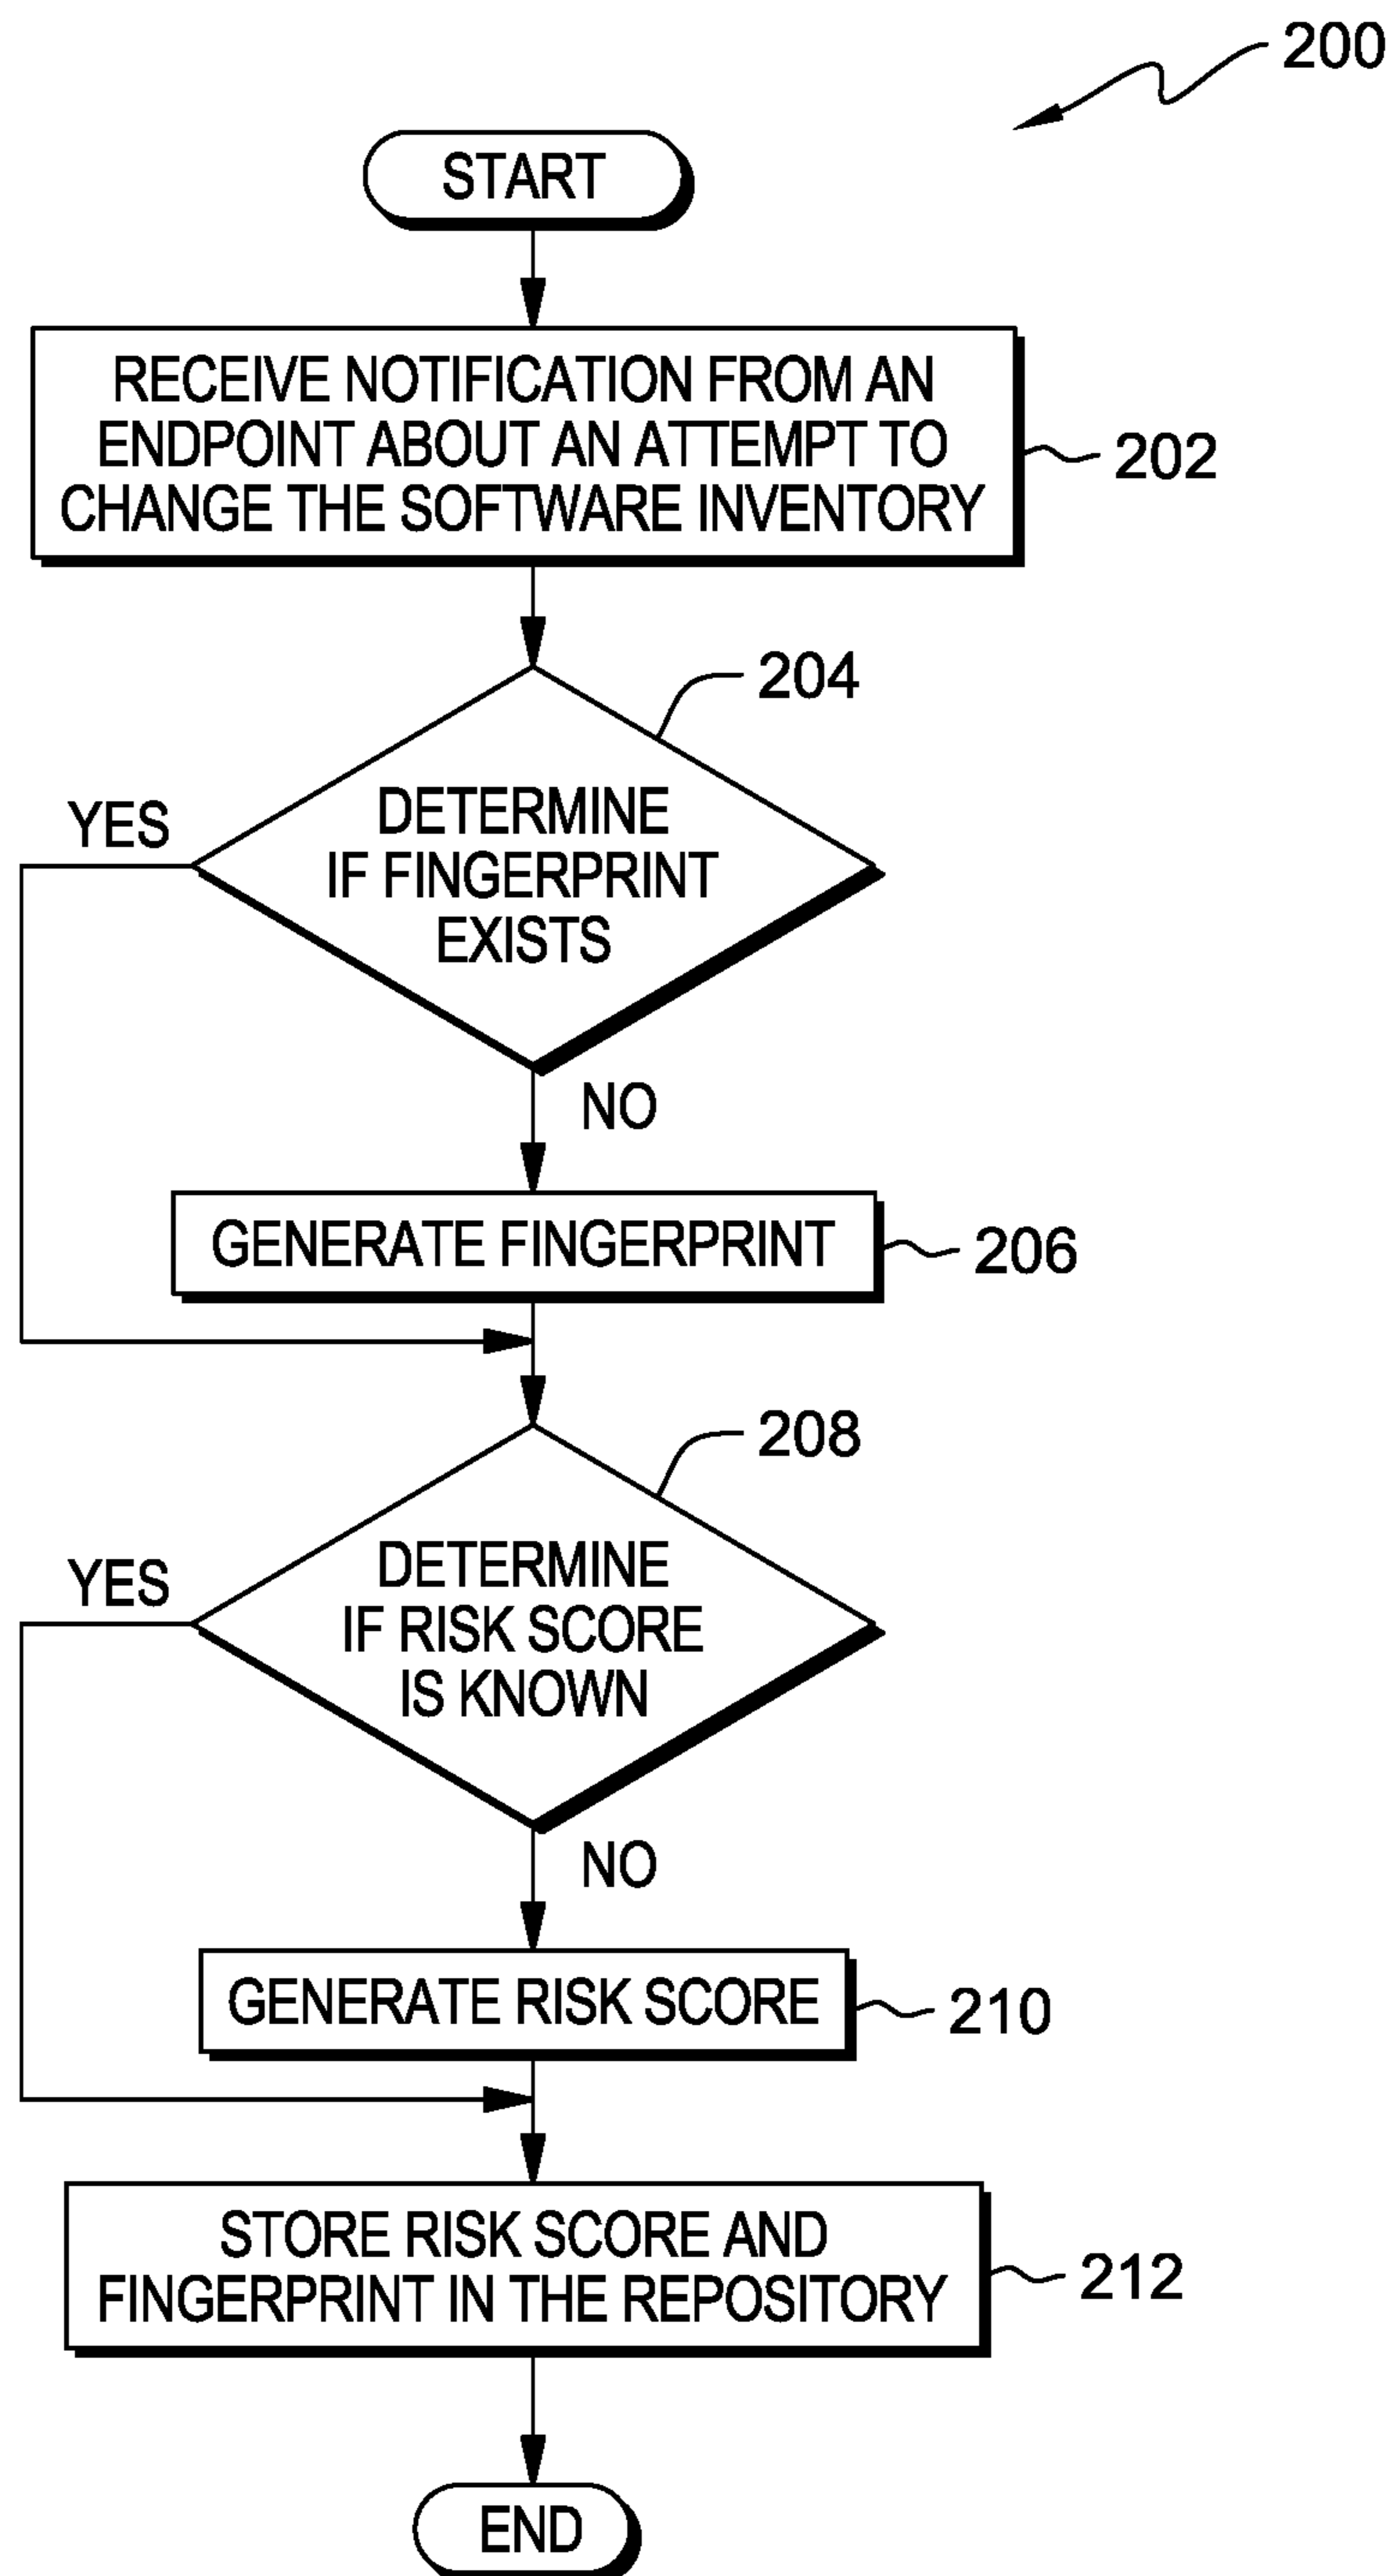 200
START
RECEIVE NOTIFICATION FROM AN
ENDPOINT ABOUT AN ATTEMPT TO
CHANGE THE SOFTWARE INVENTORY
202
204
DETERMINE
IF FINGERPRINT
EXISTS
YES
NO
GENERATE FINGERPRINT
206
208
DETERMINE
IF RISK SCORE
IS KNOWN
YES
NO
GENERATE RISK SCORE
210
STORE RISK SCORE AND
FINGERPRINT IN THE REPOSITORY
212
END